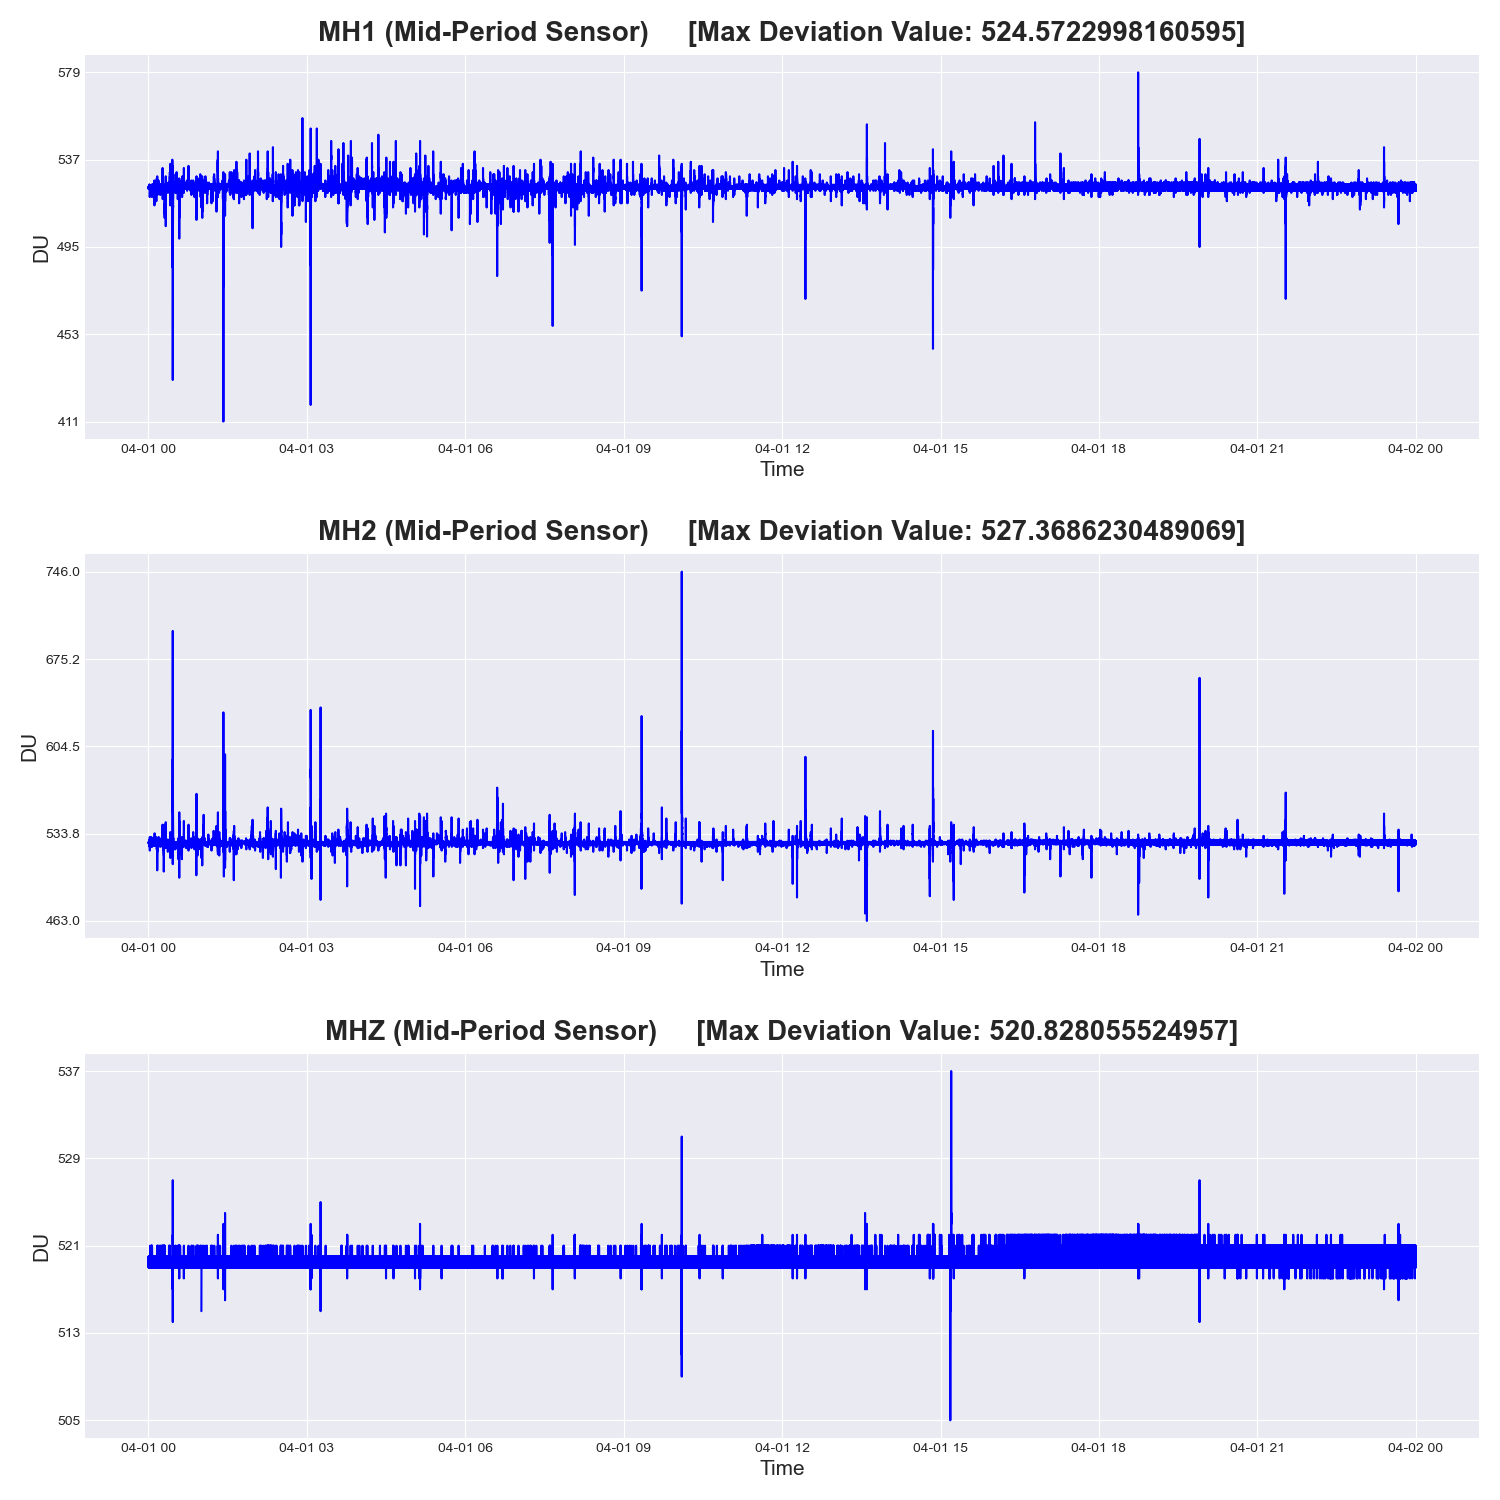 MH1 (Mid-Period Sensor) [Max Deviation Value: 524.5722998160595]
579
537
495
453
411
DU
04-01 00 04-01 03 04-01 06 04-01 09 04-01 12 04-01 15 04-01 18 04-01 21 04-02 00
Time
MH2 (Mid-Period Sensor) [Max Deviation Value: 527.3686230489069]
746.0
675.2
604.5
533.8
463.0
DU
04-01 00 04-01 03 04-01 06 04-01 09 04-01 12 04-01 15 04-01 18 04-01 21 04-02 00
Time
MHZ (Mid-Period Sensor) [Max Deviation Value: 520.828055524957]
537
529
521
513
505
DU
04-01 00 04-01 03 04-01 06 04-01 09 04-01 12 04-01 15 04-01 18 04-01 21 04-02 00
Time